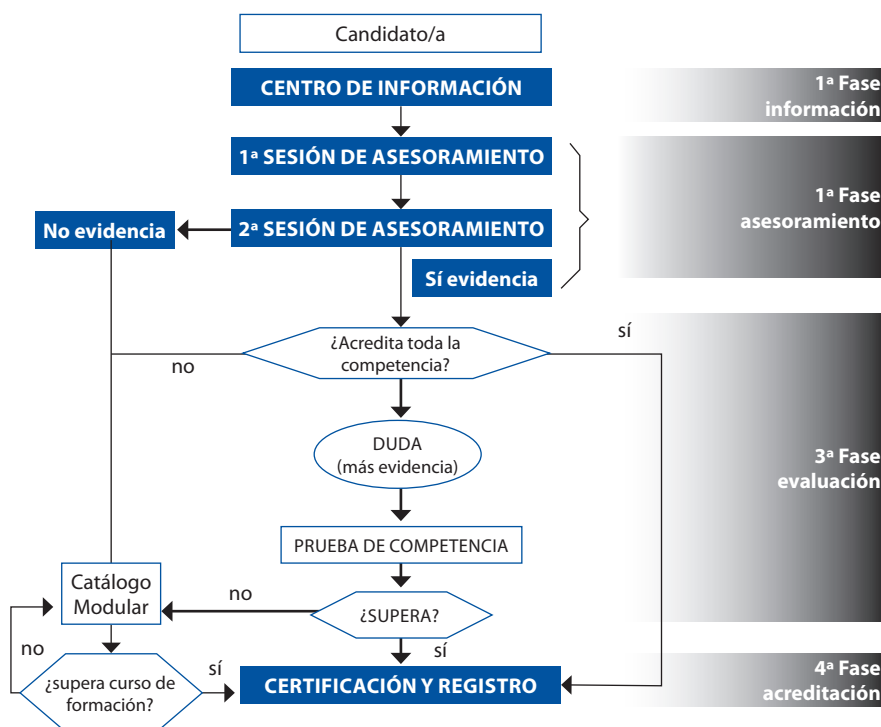 Candidato/a
CENTRO DE INFORMACIÓN
1ª Fase
información
1ª SESIÓN DE ASESORAMIENTO
1ª Fase
asesoramiento
No evidencia
2ª SESIÓN DE ASESORAMIENTO
Sí evidencia
¿Acredita toda la
competencia?
no
sí
DUDA
(más evidencia)
3ª Fase
evaluación
PRUEBA DE COMPETENCIA
Catálogo
Modular
no
¿SUPERA?
no
sí
¿supera curso de
formación?
sí
CERTIFICACIÓN Y REGISTRO
4ª Fase
acreditación